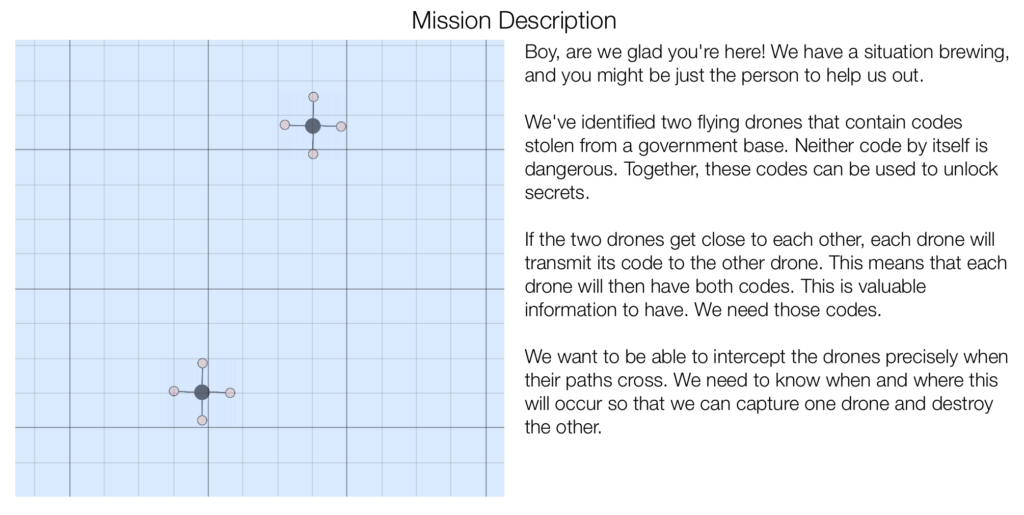 Mission Description
Boy, are we glad you're here! We have a situation brewing,
and you might be just the person to help us out.
We've identified two flying drones that contain codes
stolen from a government base. Neither code by itself is
dangerous. Together, these codes can be used to unlock
secrets.
If the two drones get close to each other, each drone will
transmit its code to the other drone. This means that each
drone will then have both codes. This is valuable
information to have. We need those codes.
We want to be able to intercept the drones precisely when
their paths cross. We need to know when and where this
will occur so that we can capture one drone and destroy
the other.